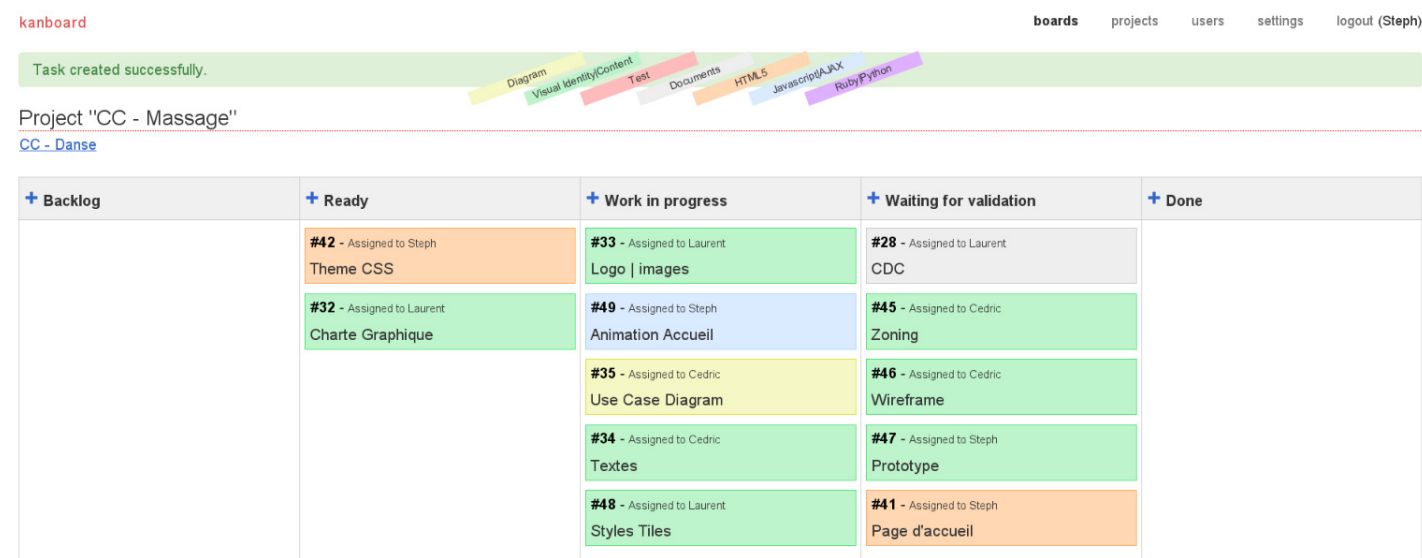 kanboard
boards projects users settings logout (Steph)
Task created successfully.
Diagram
Visual Identity|Content
Test
Documents
HTML5
Javascript|AJAX
Ruby|Python
Project "CC - Massage"
CC - Danse
+ Backlog
+ Ready
+ Work in progress
+ Waiting for validation
+ Done
#42 - Assigned to Steph
Theme CSS
#32 - Assigned to Laurent
Charte Graphique
#33 - Assigned to Laurent
Logo | images
#49 - Assigned to Steph
Animation Accueil
#35 - Assigned to Cedric
Use Case Diagram
#34 - Assigned to Cedric
Textes
#48 - Assigned to Laurent
Styles Tiles
#28 - Assigned to Laurent
CDC
#45 - Assigned to Cedric
Zoning
#46 - Assigned to Cedric
Wireframe
#47 - Assigned to Steph
Prototype
#41 - Assigned to Steph
Page d'accueil